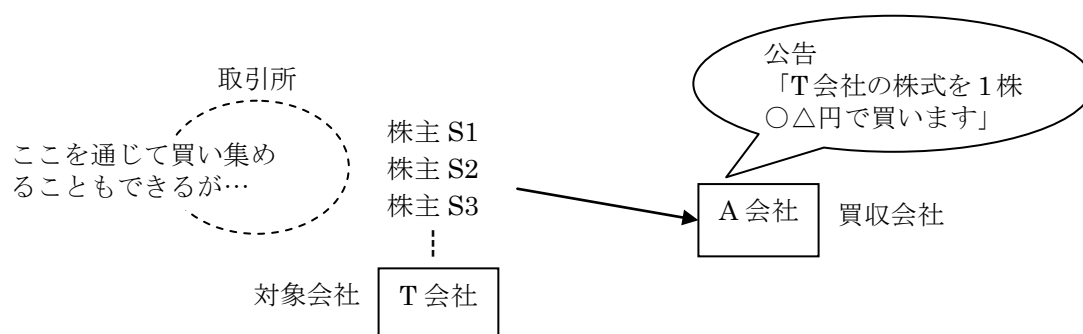 公告
「T会社の株式を1株
○△円で買います」
取引所
ここを通じて買い集め
ることもできるが…
株主 S1
株主 S2
株主 S3
A 会社
買収会社
対象会社
T 会社